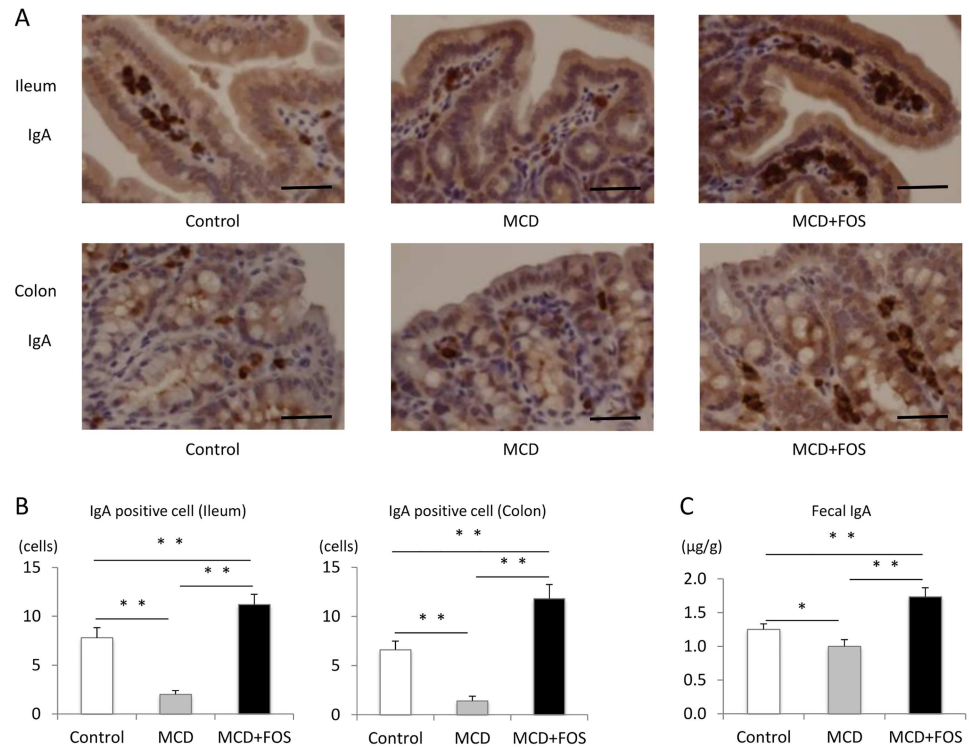 A
Ileum
IgA
Control
MCD
MCD+FOS
Colon
IgA
Control
MCD
MCD+FOS
B
IgA positive cell (Ileum)
(cells)
* *
* *
* *
15
10
5
0
Control
MCD
MCD+FOS
IgA positive cell (Colon)
(cells)
* *
* *
* *
15
10
5
0
Control
MCD
MCD+FOS
C
Fecal IgA
(µg/g)
* *
* *
*
2.0
1.5
1.0
0.5
0.0
Control
MCD
MCD+FOS